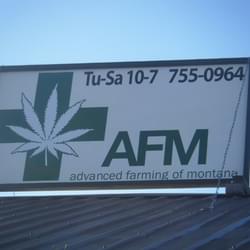 Tu-Sa 10-7 755-0964
AFM
advanced farming of montana